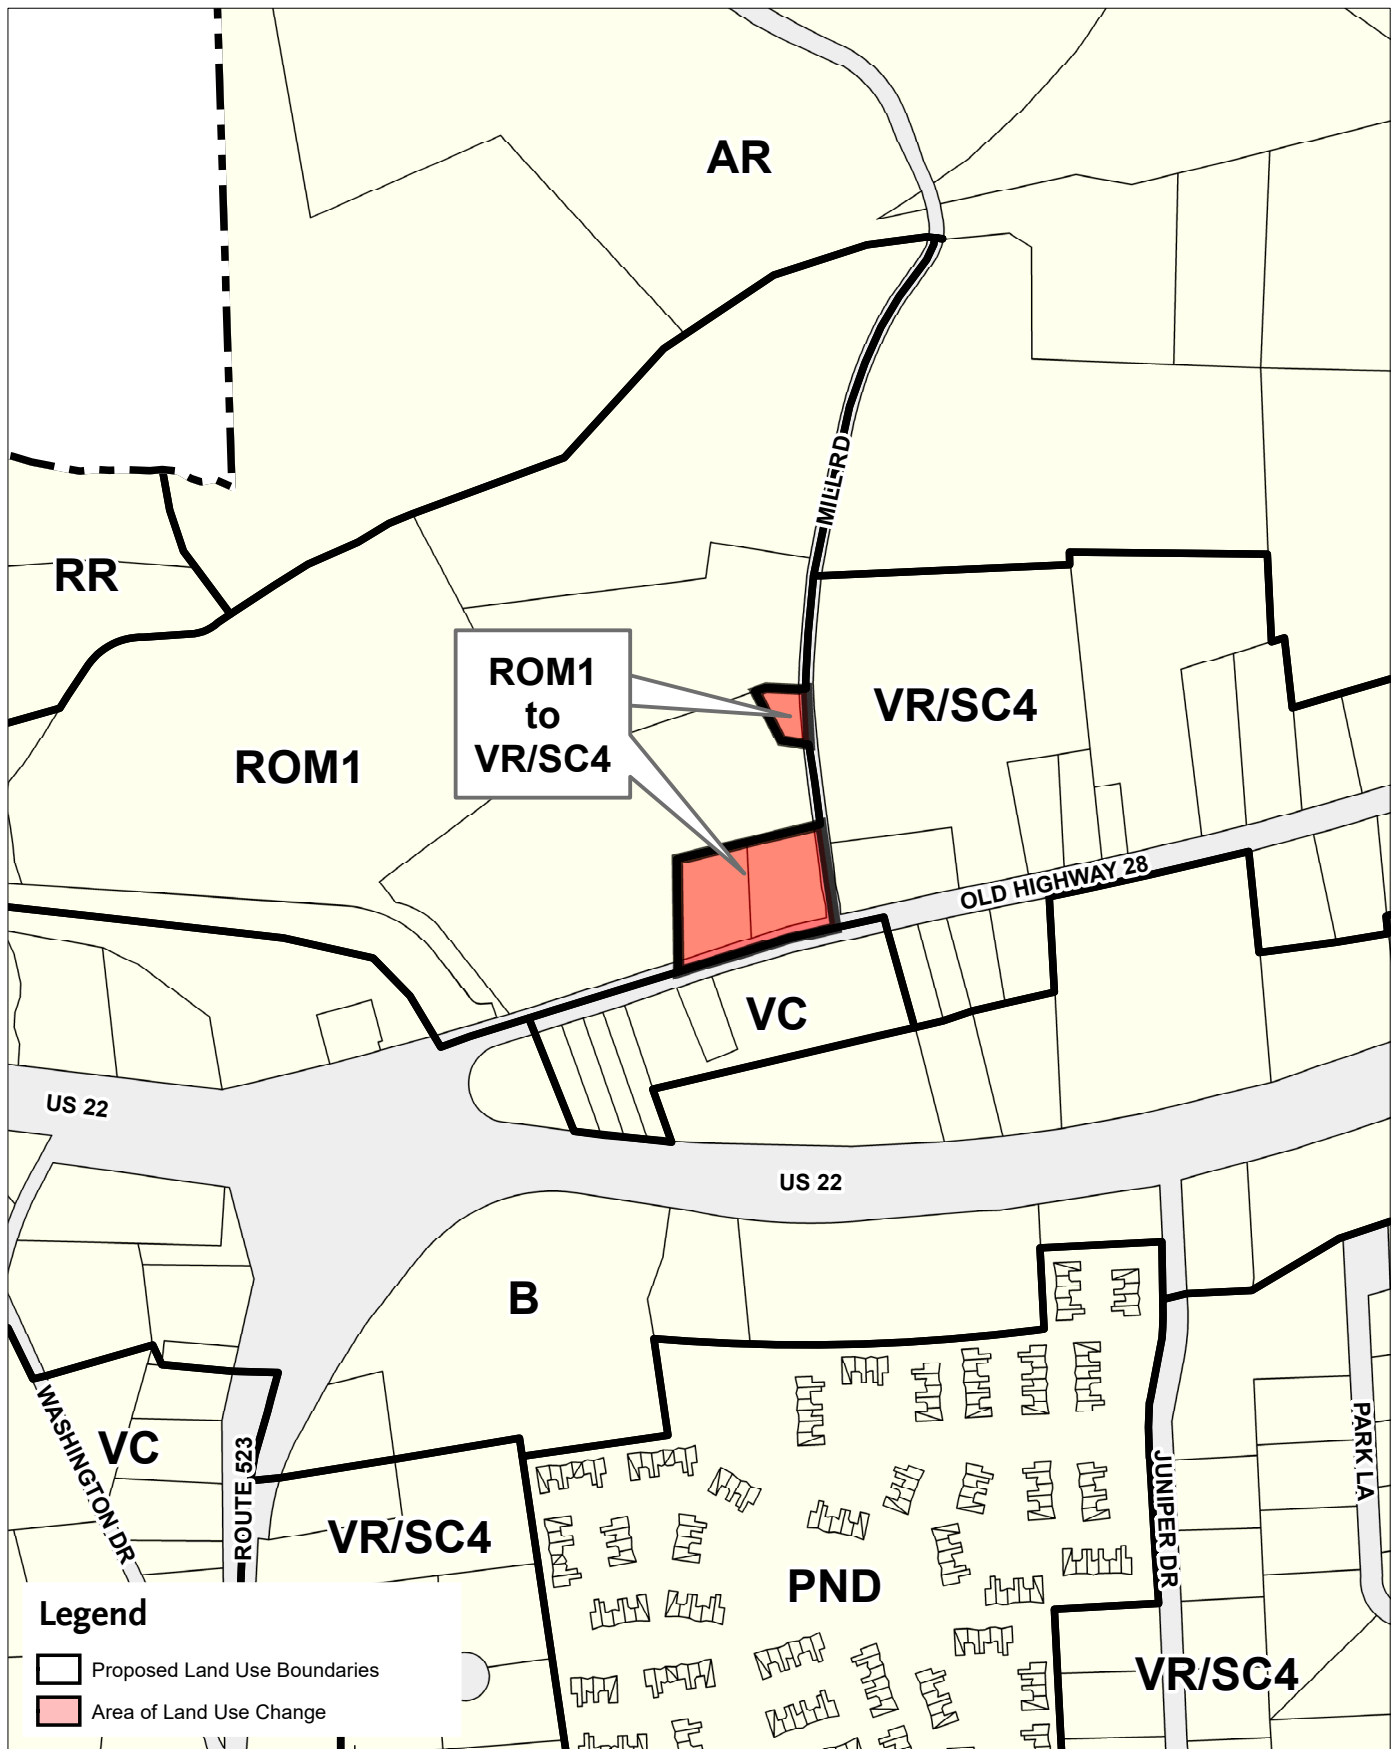 AR
MILL RD
RR
ROM1
to
VR/SC4
VR/SC4
ROM1
OLD HIGHWAY 28
VC
US 22
US 22
B
WASHINGTON DR
VC
ROUTE 523
VR/SC4
PND
JUNIPER DR
PARK LA
VR/SC4
Legend
Proposed Land Use Boundaries
Area of Land Use Change